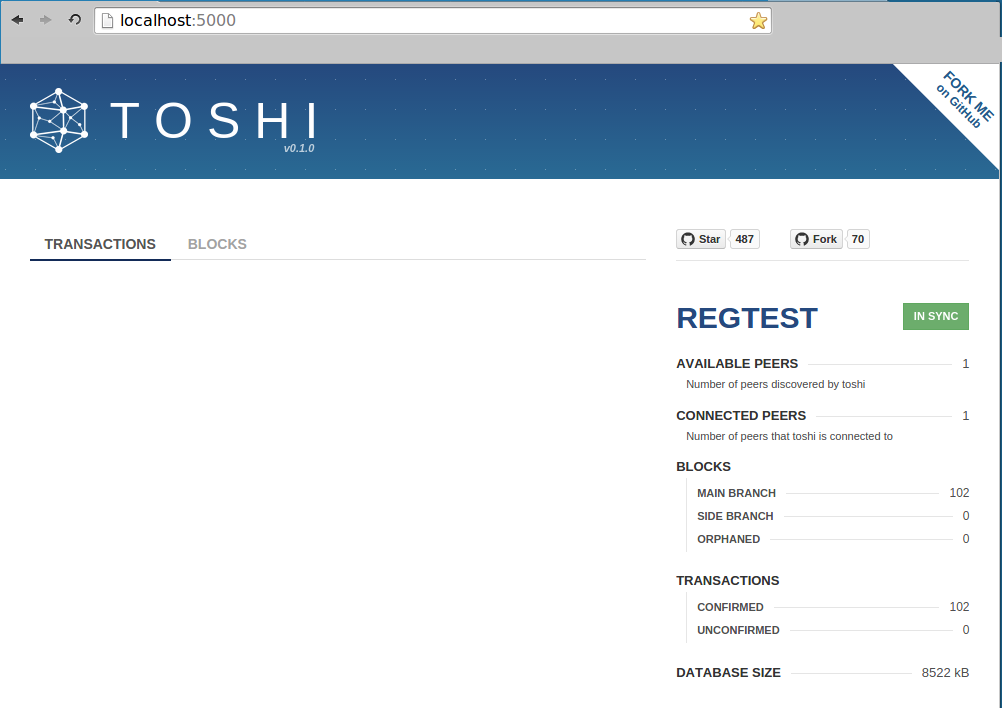 localhost:5000
FORK ME
on GitHub
TOSHI
v0.1.0
TRANSACTIONS BLOCKS
Star 487 Fork 70
REGTEST IN SYNC
AVAILABLE PEERS 1
Number of peers discovered by toshi
CONNECTED PEERS 1
Number of peers that toshi is connected to
BLOCKS
MAIN BRANCH 102
SIDE BRANCH 0
ORPHANED 0
TRANSACTIONS
CONFIRMED 102
UNCONFIRMED 0
DATABASE SIZE 8522 kB